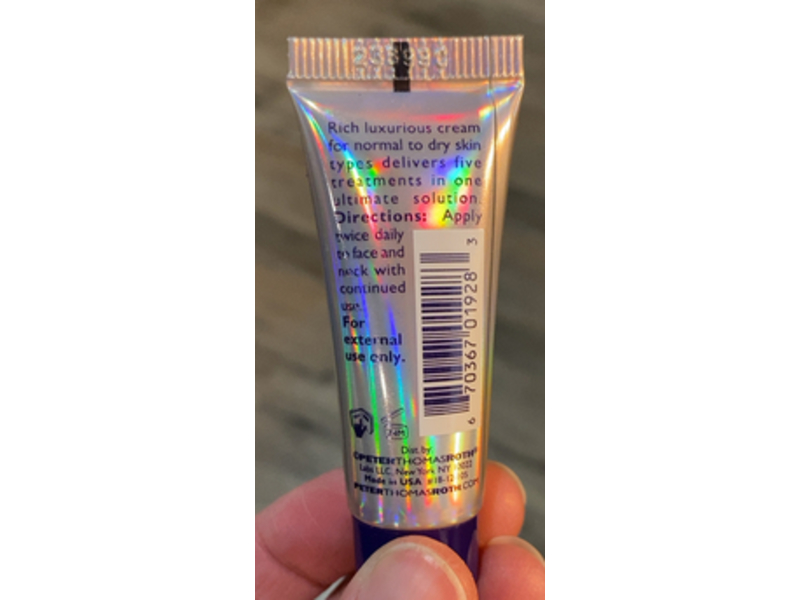 Rich luxurious cream
for normal to dry skin
types delivers five
treatments in one
ultimate solution.
Directions: Apply
twice daily
to face and
neck with
continued
use.
For
external
use only.
6 70367 01928 3
24M
Dist. by
©PETERTHOMASROTH®
Labs LLC, New York, NY 10022
Made in USA
PETERTHOMASROTH.COM